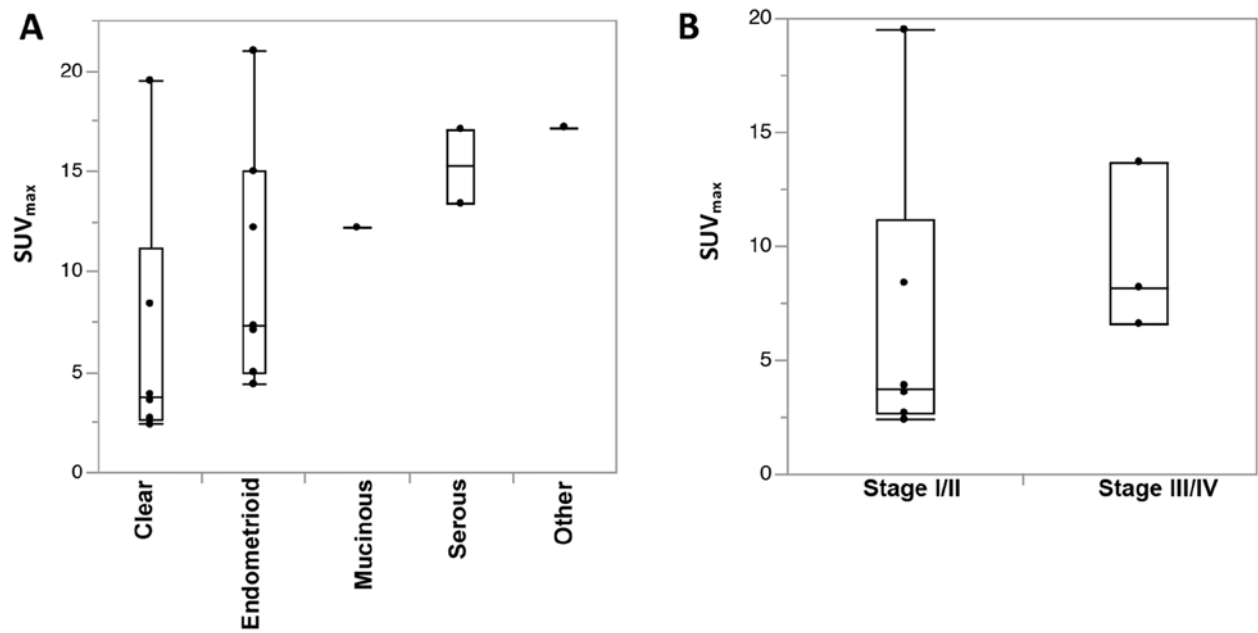 A
SUVmax
20
15
10
5
0
Clear
Endometrioid
Mucinous
Serous
Other
B
SUVmax
20
15
10
5
0
Stage I/II
Stage III/IV